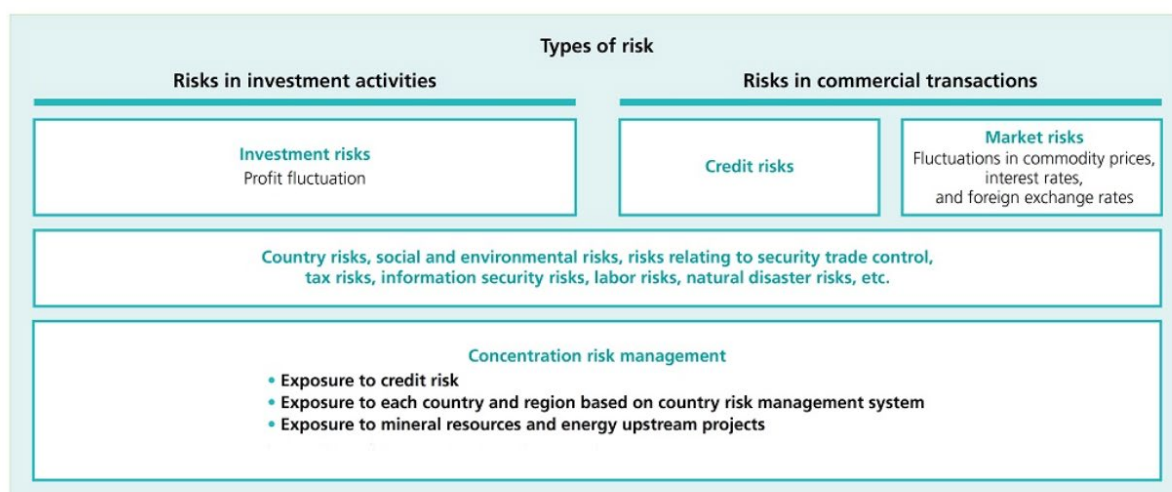 Types of risk
Risks in investment activities
Risks in commercial transactions
Investment risks
Profit fluctuation
Credit risks
Market risks
Fluctuations in commodity prices,
interest rates,
and foreign exchange rates
Country risks, social and environmental risks, risks relating to security trade control,
tax risks, information security risks, labor risks, natural disaster risks, etc.
Concentration risk management
• Exposure to credit risk
• Exposure to each country and region based on country risk management system
• Exposure to mineral resources and energy upstream projects